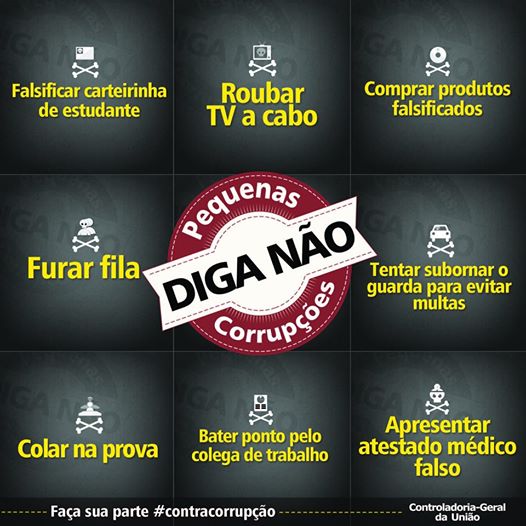 Falsificar carteirinha
de estudante
Roubar
TV a cabo
Comprar produtos
falsificados
Furar fila
Pequenas
DIGA NÃO
Corrupções
Tentar subornar o
guarda para evitar
multas
Colar na prova
Bater ponto pelo
colega de trabalho
Apresentar
atestado médico
falso
Faça sua parte #contracorrupção
Controladoria-Geral
da União